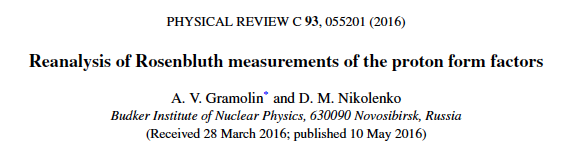 PHYSICAL REVIEW C 93, 055201 (2016)
Reanalysis of Rosenbluth measurements of the proton form factors
A. V. Gramolin* and D. M. Nikolenko
Budker Institute of Nuclear Physics, 630090 Novosibirsk, Russia
(Received 28 March 2016; published 10 May 2016)